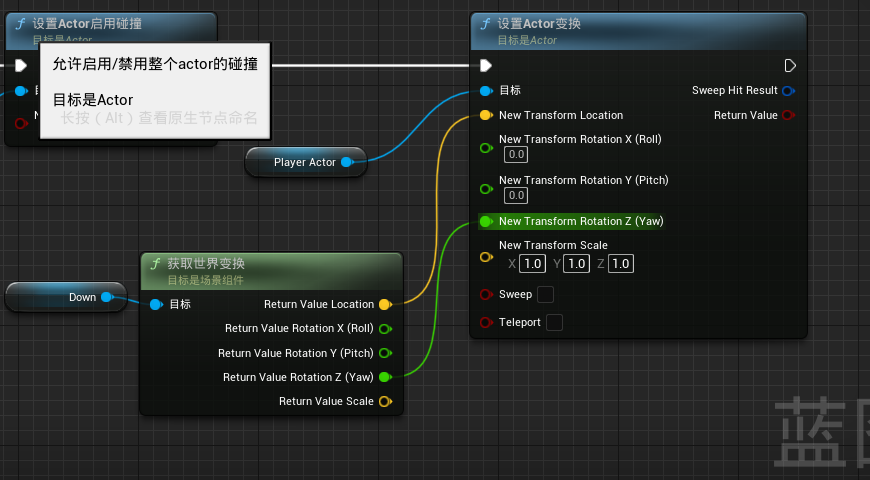 设置Actor启用碰撞
目标是Actor
允许启用/禁用整个actor的碰撞
目标是Actor
长按（Alt）查看原生节点命名
Player Actor
设置Actor变换
目标是Actor
目标
Sweep Hit Result
New Transform Location
Return Value
New Transform Rotation X (Roll)
0.0
New Transform Rotation Y (Pitch)
0.0
New Transform Rotation Z (Yaw)
New Transform Scale
X 1.0 Y 1.0 Z 1.0
Sweep
Teleport
Down
获取世界变换
目标是场景组件
目标
Return Value Location
Return Value Rotation X (Roll)
Return Value Rotation Y (Pitch)
Return Value Rotation Z (Yaw)
Return Value Scale
蓝